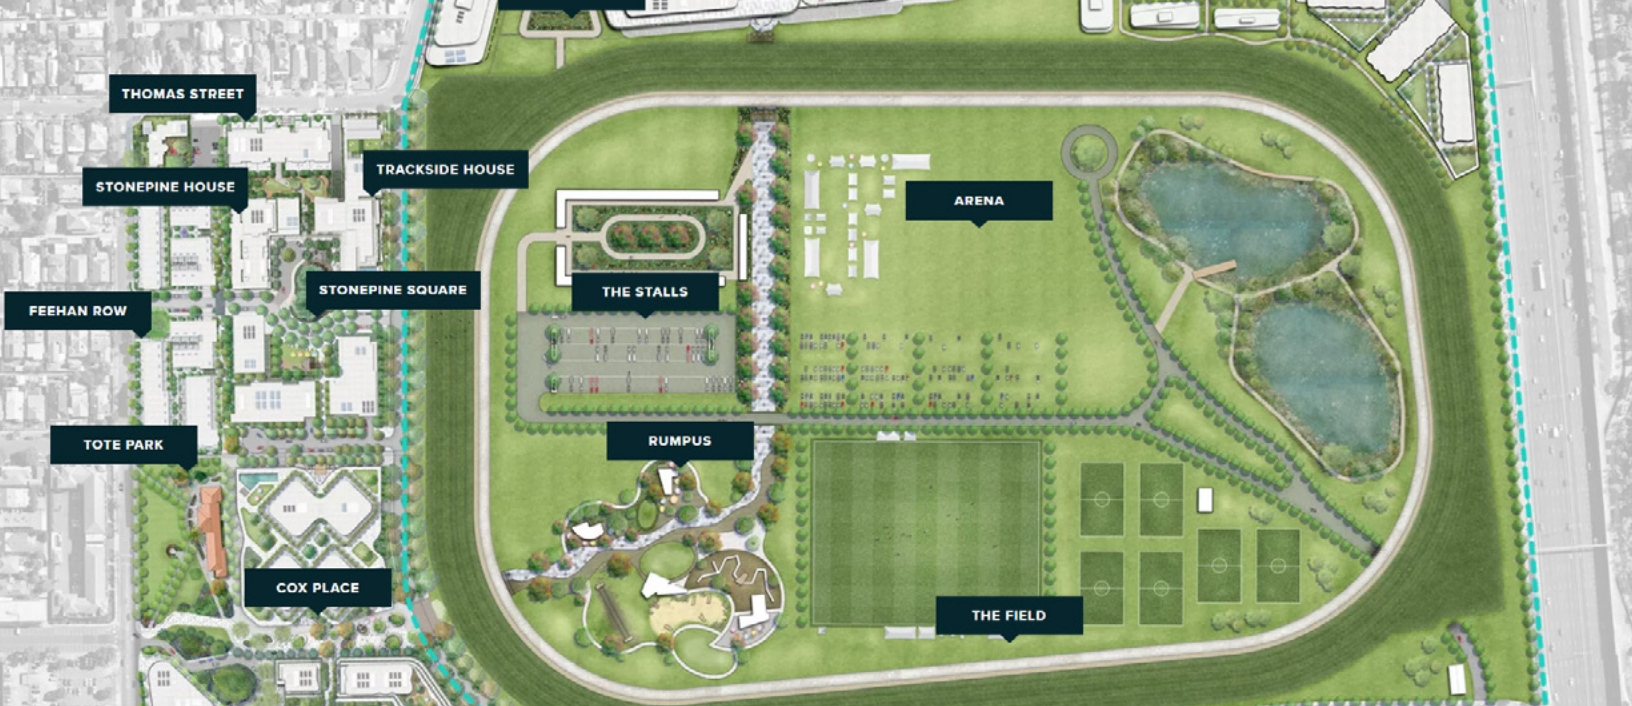 THOMAS STREET
TRACKSIDE HOUSE
STONEPINE HOUSE
ARENA
STONEPINE SQUARE
THE STALLS
FEEHAN ROW
RUMPUS
TOTE PARK
COX PLACE
THE FIELD